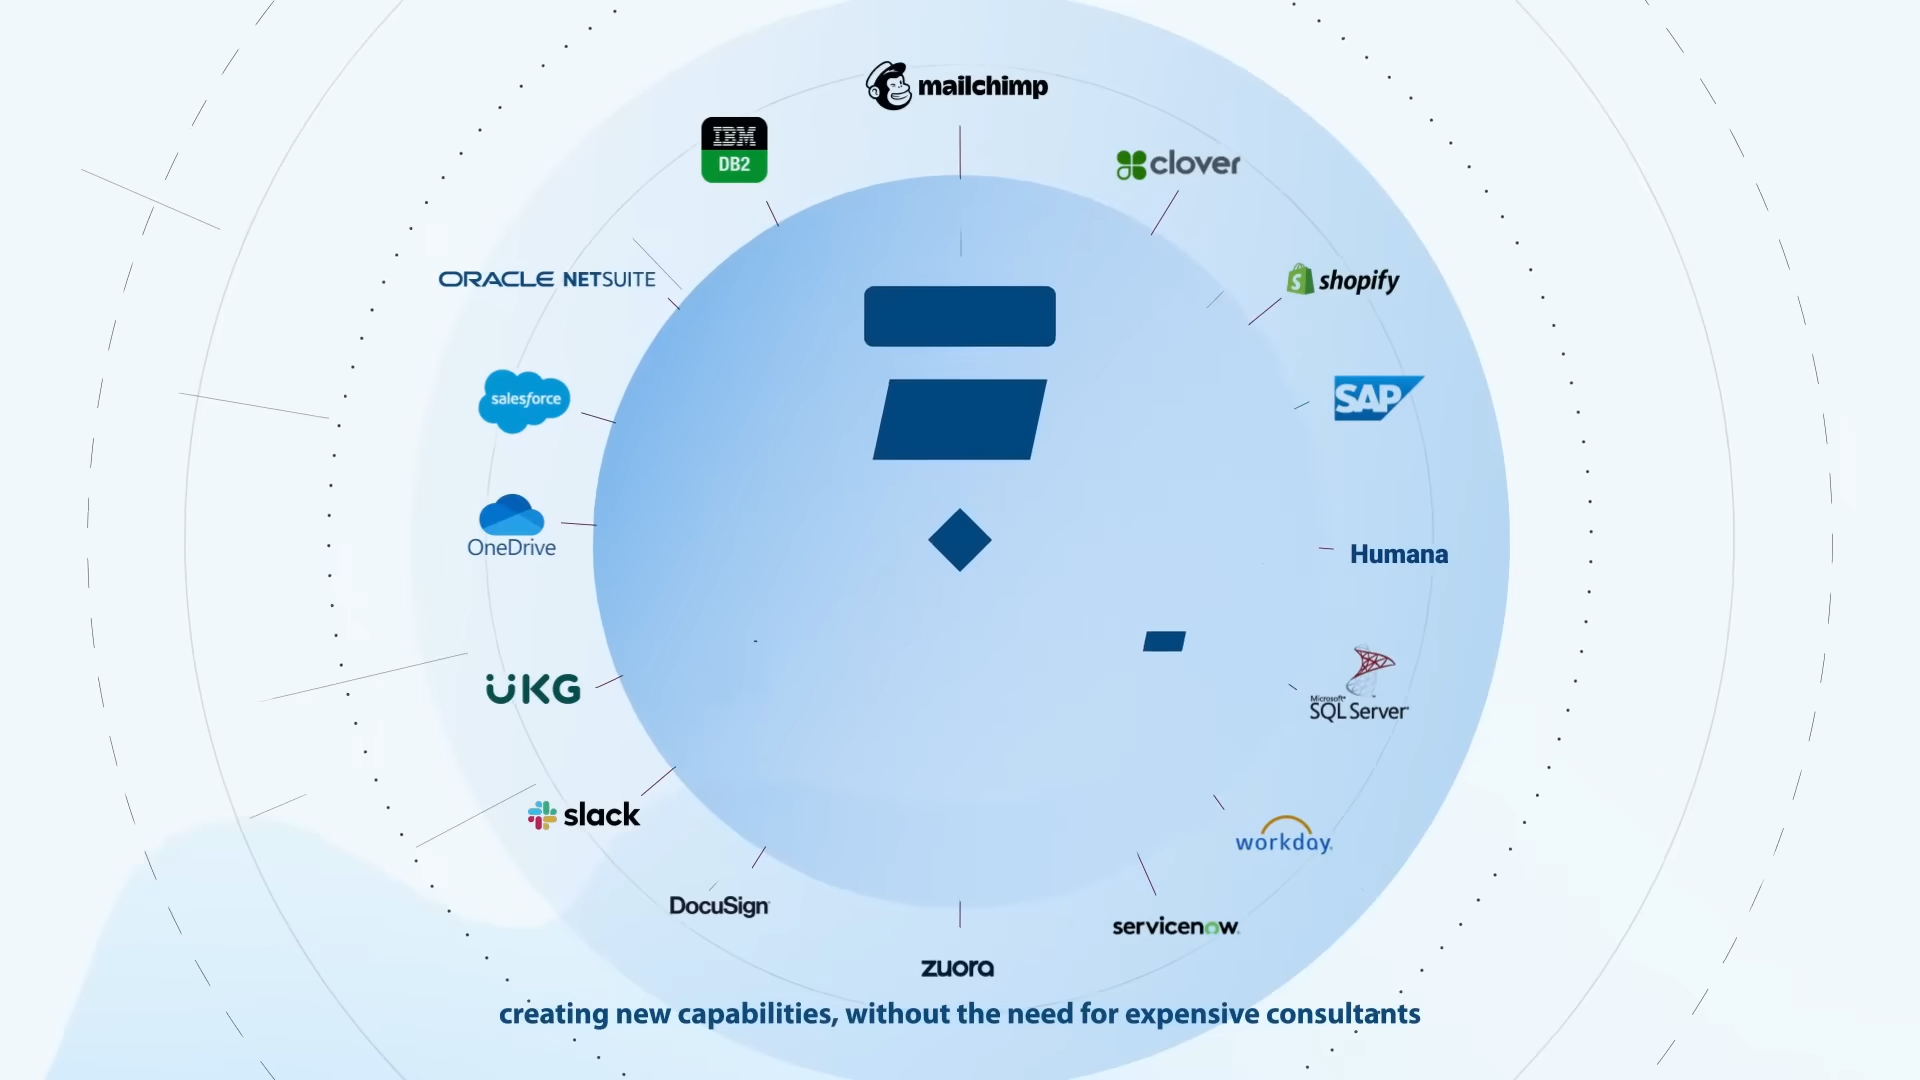 mailchimp
IBM
DB2
clover
ORACLE NETSUITE
shopify
salesforce
SAP
OneDrive
Humana
UKG
Microsoft
SQL Server
slack
workday.
DocuSign
servicenow.
zuora
creating new capabilities, without the need for expensive consultants